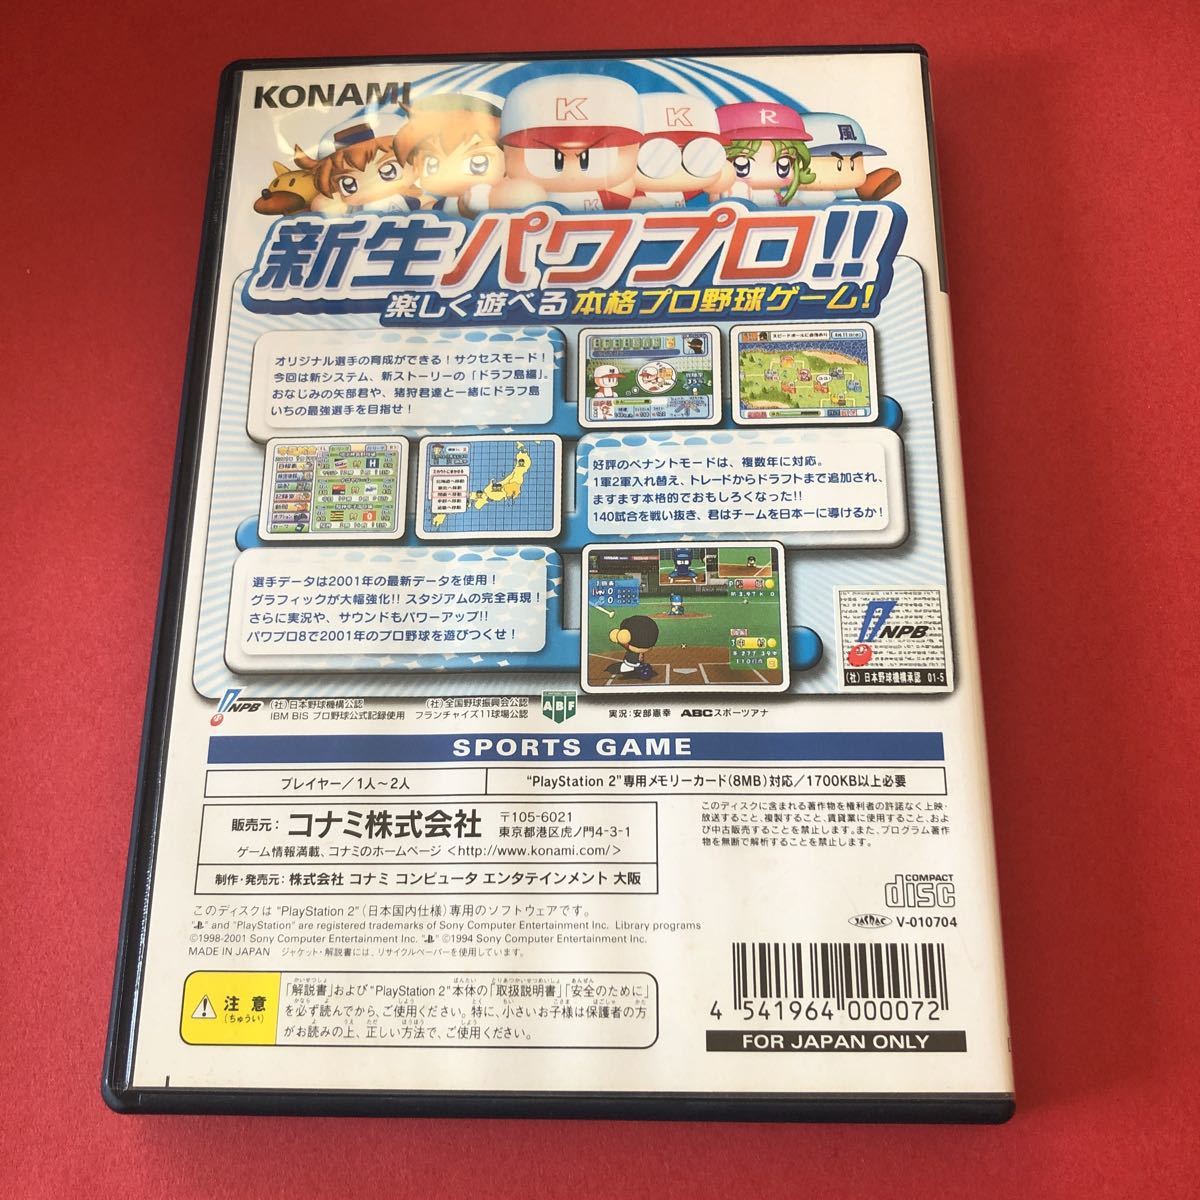 KONAMI
K
K
R
風
新生パワプロ!!
楽しく遊べる本格プロ野球ゲーム!
オリジナル選手の育成ができる!サクセスモード!
今回は新システム、新ストーリーの「ドラフ島編」。
おなじみの矢部君や、猪狩君達と一緒にドラフ島
いちの最強選手を目指せ!
好評のペナントモードは、複数年に対応。
1軍2軍入れ替え、トレードからドラフトまで追加され、
ますます本格的でおもしろくなった!!
140試合を戦い抜き、君はチームを日本一に導けるか!
選手データは2001年の最新データを使用!
グラフィックが大幅強化!! スタジアムの完全再現!
さらに実況や、サウンドもパワーアップ!!
パワプロ8で2001年のプロ野球を遊びつくせ!
NPB
(社)日本野球機構承認 01-5
NPB
(社)日本野球機構公認
IBM BIS プロ野球公式記録使用
(社)全国野球振興会公認
フランチャイズ11球場公認
ABF
実況:安部憲幸 ABCスポーツアナ
SPORTS GAME
プレイヤー/1人〜2人
"PlayStation 2"専用メモリーカード(8MB)対応/1700KB以上必要
販売元: コナミ株式会社
〒105-6021
東京都港区虎ノ門4-3-1
ゲーム情報満載、コナミのホームページ <http://www.konami.com/>
制作・発売元: 株式会社 コナミ コンピュータ エンタテインメント 大阪
このディスクに含まれる著作物を権利者の許諾なく上映・
放送すること、複製すること、賃貸業に使用すること、およ
び中古販売することを禁止します。また、プログラム著作
物を無断で解析することを禁止します。
このディスクは "PlayStation 2" (日本国内仕様)専用のソフトウェアです。
" " and "PlayStation" are registered trademarks of Sony Computer Entertainment Inc. Library programs
©1998-2001 Sony Computer Entertainment Inc. " " ©1994 Sony Computer Entertainment Inc.
MADE IN JAPAN ジャケット・解説書には、リサイクルペーパーを使用しています。
COMPACT
disc
V-010704
注意
(ちゅうい)
「解説書」および"PlayStation 2"本体の「取扱説明書」「安全のために」
を必ず読んでから、ご使用ください。特に、小さいお子様は保護者の方
がお読みの上、正しい方法で、ご使用ください。
4 541964 000072
FOR JAPAN ONLY